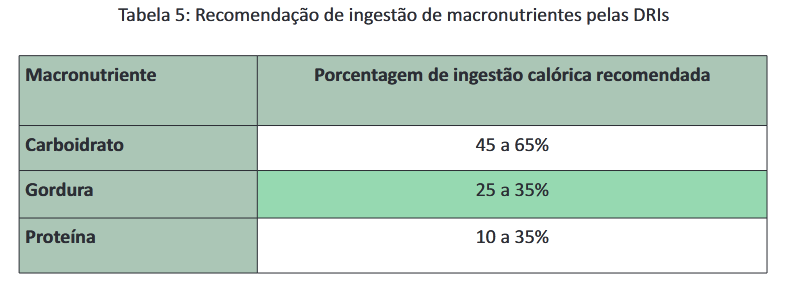 Tabela 5: Recomendação de ingestão de macronutrientes pelas DRIs
Macronutriente Porcentagem de ingestão calórica recomendada
Carboidrato 45 a 65%
Gordura 25 a 35%
Proteína 10 a 35%